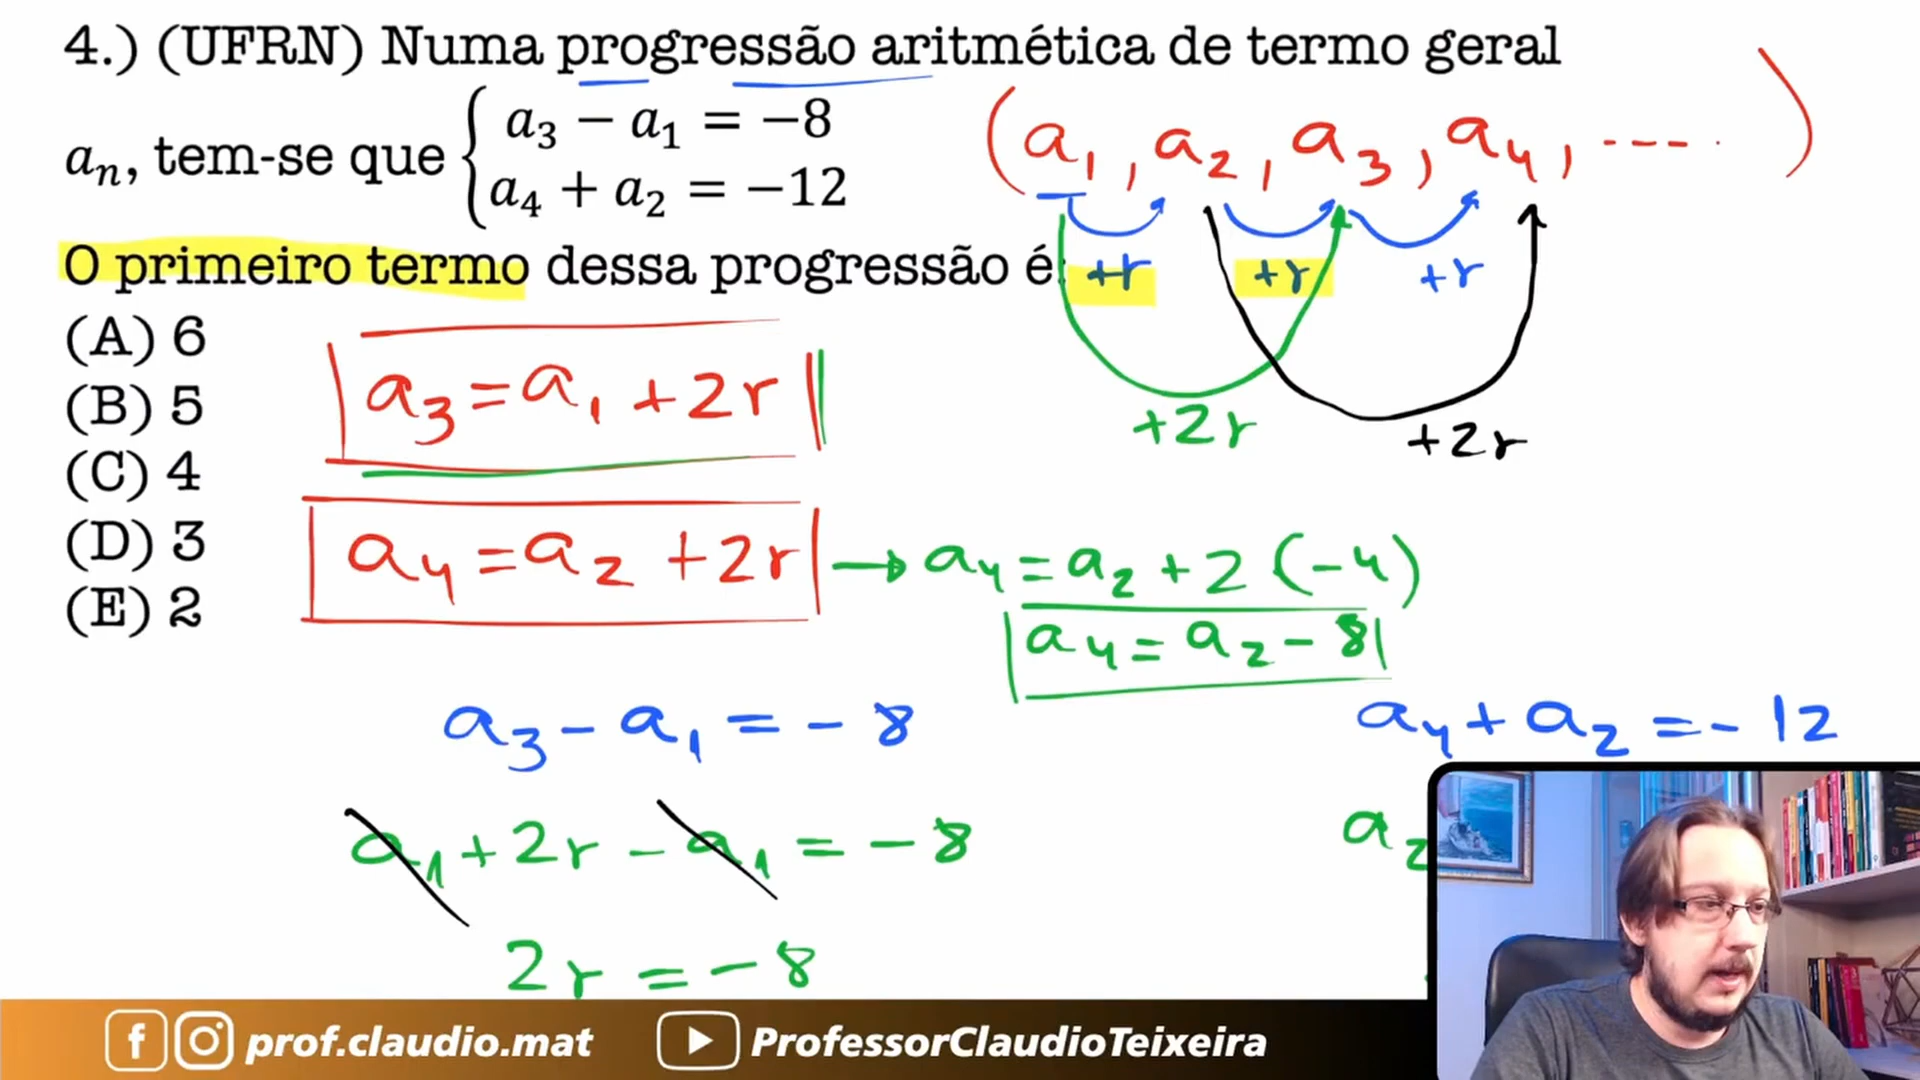 4.) (UFRN) Numa progressão aritmética de termo geral
aₙ, tem-se que { a₃ − a₁ = −8
a₄ + a₂ = −12
(a₁, a₂, a₃, a₄, ----- )
O primeiro termo dessa progressão é:
+r +r +r
(A) 6
(B) 5
(C) 4
(D) 3
(E) 2
+2r +2r
a₃ = a₁ + 2r
a₄ = a₂ + 2r → a₄ = a₂ + 2 (-4)
a₄ = a₂ - 8
a₃ - a₁ = - 8
a₁ + 2r - a₁ = - 8
2r = - 8
a₄ + a₂ = - 12
a₂
prof.claudio.mat
ProfessorClaudioTeixeira